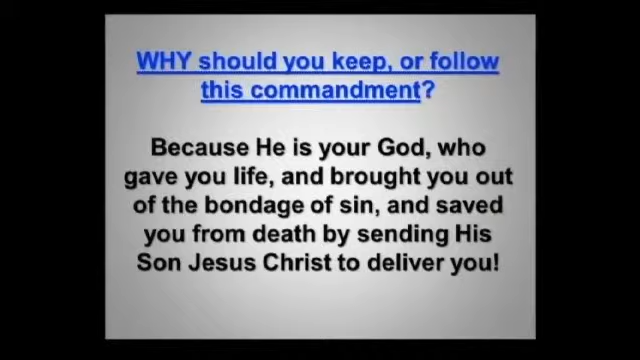 WHY should you keep, or follow
this commandment?
Because He is your God, who
gave you life, and brought you out
of the bondage of sin, and saved
you from death by sending His
Son Jesus Christ to deliver you!